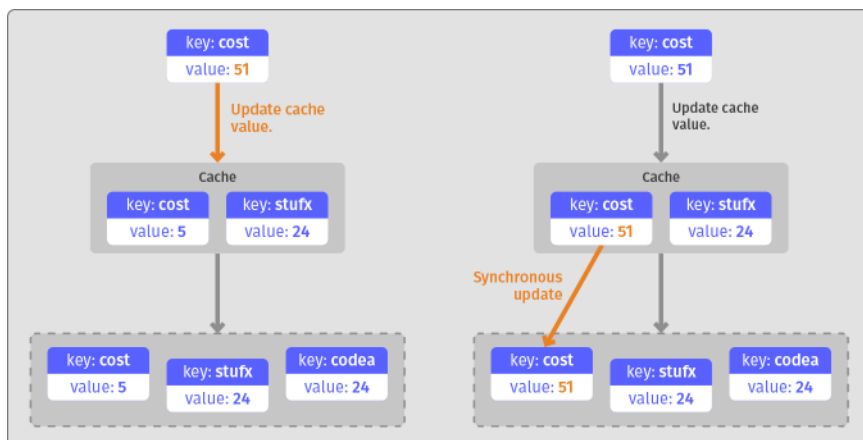 key: cost
value: 51
Update cache
value.
Cache
key: cost
value: 5
key: stufx
value: 24
key: cost
value: 5
key: stufx
value: 24
key: codea
value: 24
key: cost
value: 51
Update cache
value.
Cache
key: cost
value: 51
key: stufx
value: 24
Synchronous
update
key: cost
value: 51
key: stufx
value: 24
key: codea
value: 24